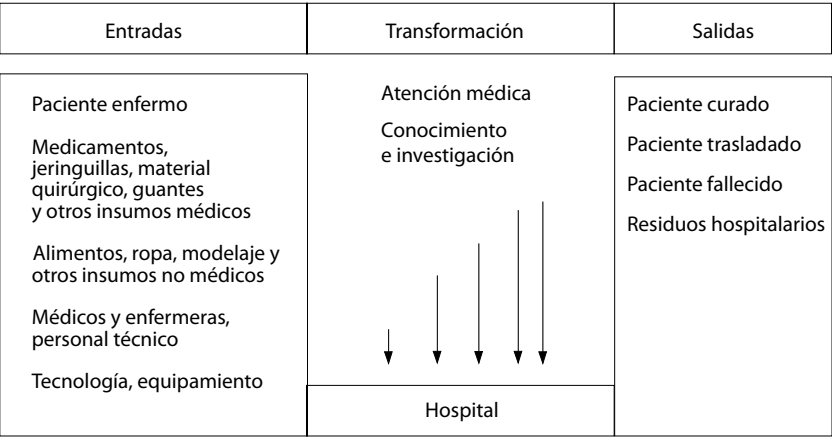 Entradas
Transformación
Salidas
Paciente enfermo
Medicamentos,
jeringuillas, material
quirúrgico, guantes
y otros insumos médicos
Alimentos, ropa, modelaje y
otros insumos no médicos
Médicos y enfermeras,
personal técnico
Tecnología, equipamiento
Atención médica
Conocimiento
e investigación
Hospital
Paciente curado
Paciente trasladado
Paciente fallecido
Residuos hospitalarios